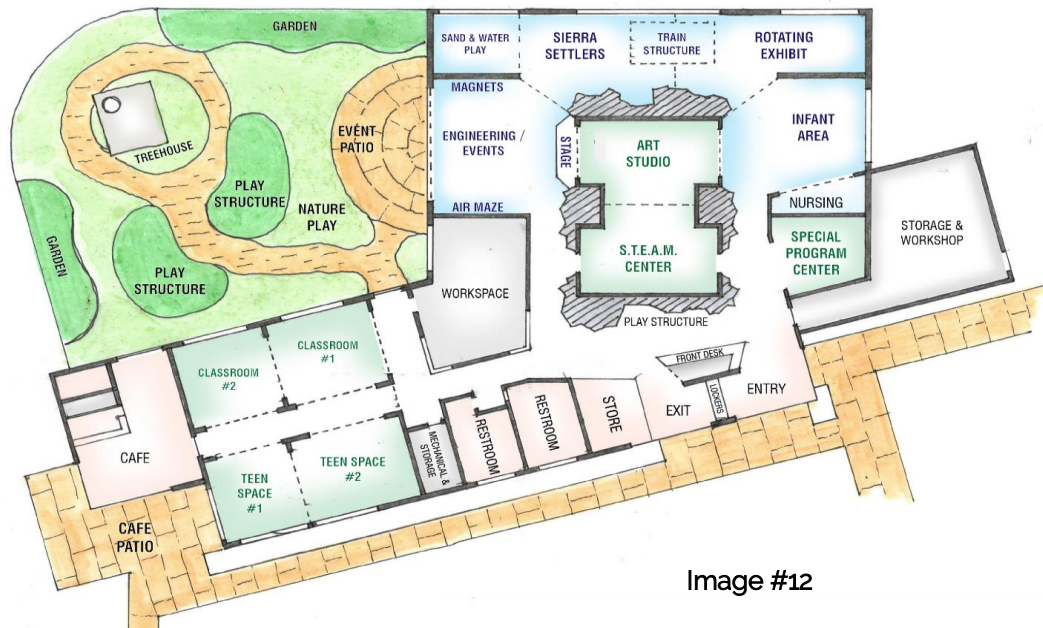 GARDEN
SAND & WATER
PLAY
SIERRA
SETTLERS
TRAIN
STRUCTURE
ROTATING
EXHIBIT
MAGNETS
ENGINEERING /
EVENTS
AIR MAZE
STAGE
ART
STUDIO
INFANT
AREA
EVENT
PATIO
TREEHOUSE
PLAY
STRUCTURE
NATURE
PLAY
GARDEN
PLAY
STRUCTURE
NURSING
SPECIAL
PROGRAM
CENTER
STORAGE &
WORKSHOP
S.T.E.A.M.
CENTER
WORKSPACE
PLAY STRUCTURE
CLASSROOM
#1
CLASSROOM
#2
FRONT DESK
LOCKERS
ENTRY
EXIT
STORE
RESTROOM
RESTROOM
MECHANICAL &
STORAGE
CAFE
TEEN
SPACE
#1
TEEN SPACE
#2
CAFE
PATIO
Image #12